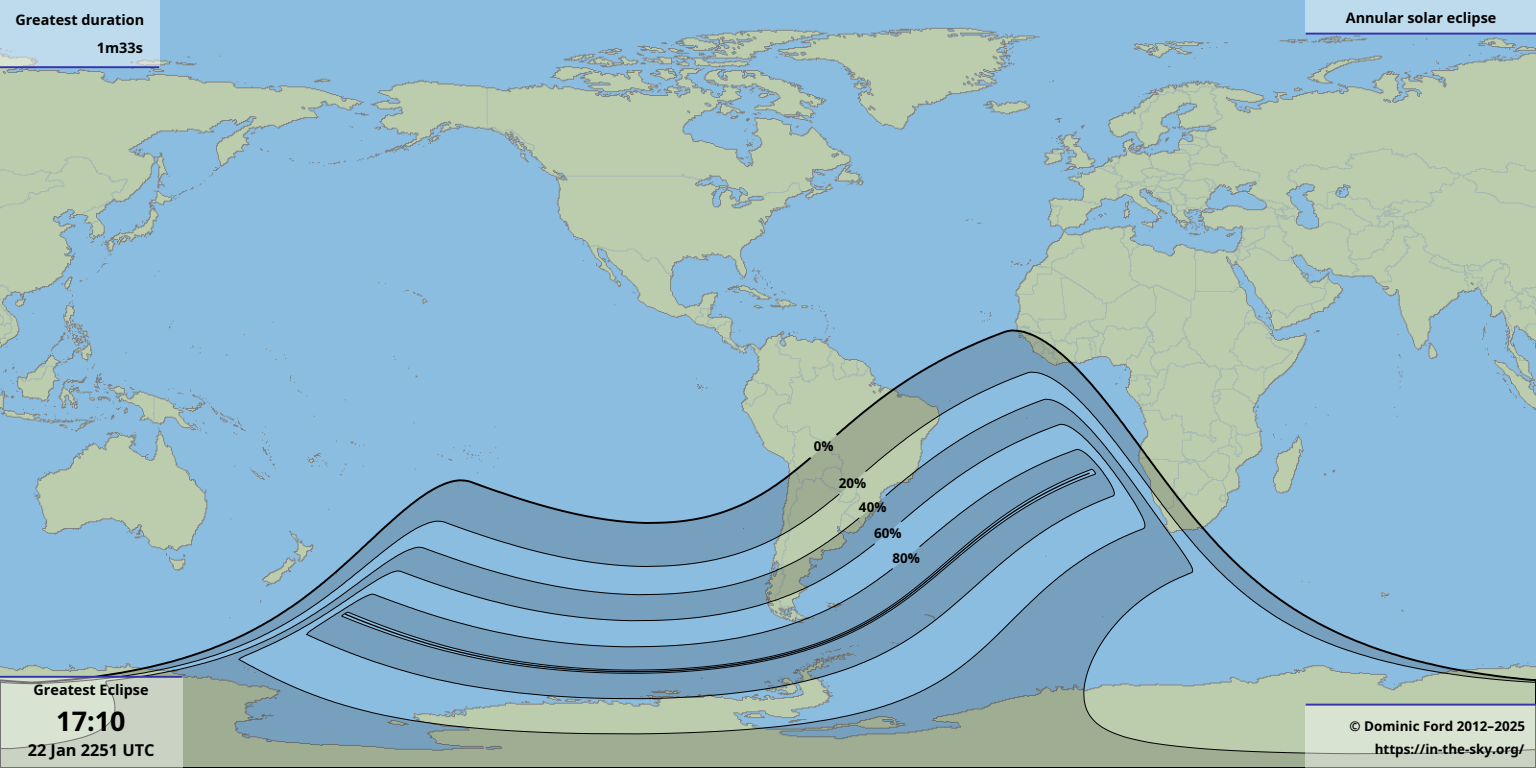 Greatest duration
1m33s
Annular solar eclipse
0%
20%
40%
60%
80%
Greatest Eclipse
17:10
22 Jan 2251 UTC
© Dominic Ford 2012–2025
https://in-the-sky.org/